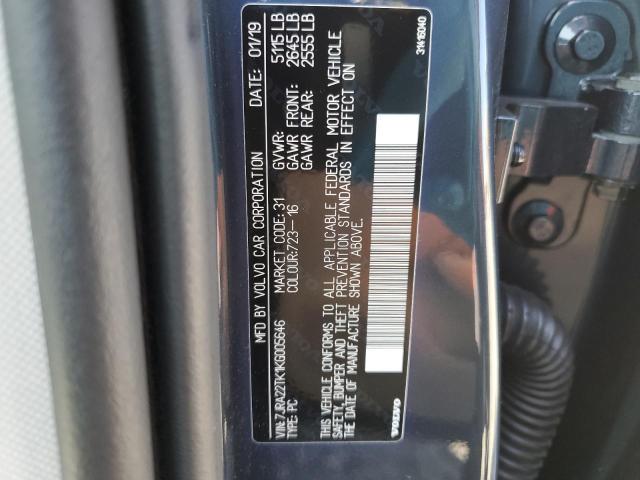 MFD BY VOLVO CAR CORPORATION DATE: 01/19
VIN: 7JRA22TK1KG005646 MARKET CODE: 31 GVWR: 5115 LB
TYPE: PC COLOUR:723-16 GAWR FRONT: 2645 LB
GAWR REAR: 2555 LB
THIS VEHICLE CONFORMS TO ALL APPLICABLE FEDERAL MOTOR VEHICLE
SAFETY, BUMPER AND THEFT PREVENTION STANDARDS IN EFFECT ON
THE DATE OF MANUFACTURE SHOWN ABOVE.
VOLVO 31416040